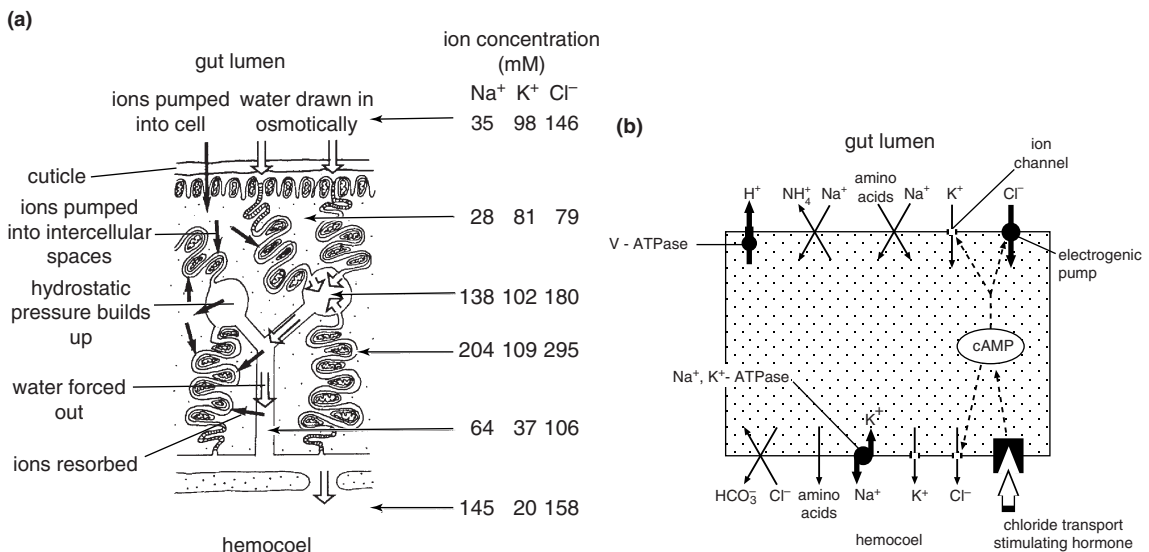 (a)
ion concentration
(mM)
gut lumen
Na⁺ K⁺ Cl⁻
ions pumped
into cell
water drawn in
osmotically
35 98 146
cuticle
28 81 79
ions pumped
into intercellular
spaces
hydrostatic
pressure builds
up
138 102 180
204 109 295
water forced
out
64 37 106
ions resorbed
145 20 158
hemocoel
(b)
gut lumen
ion
channel
H⁺
NH₄⁺ Na⁺
amino
acids
Na⁺
K⁺
Cl⁻
V - ATPase
electrogenic
pump
cAMP
Na⁺, K⁺- ATPase
K⁺
HCO₃⁻ Cl⁻
amino
acids
Na⁺
K⁺
Cl⁻
chloride transport
stimulating hormone
hemocoel